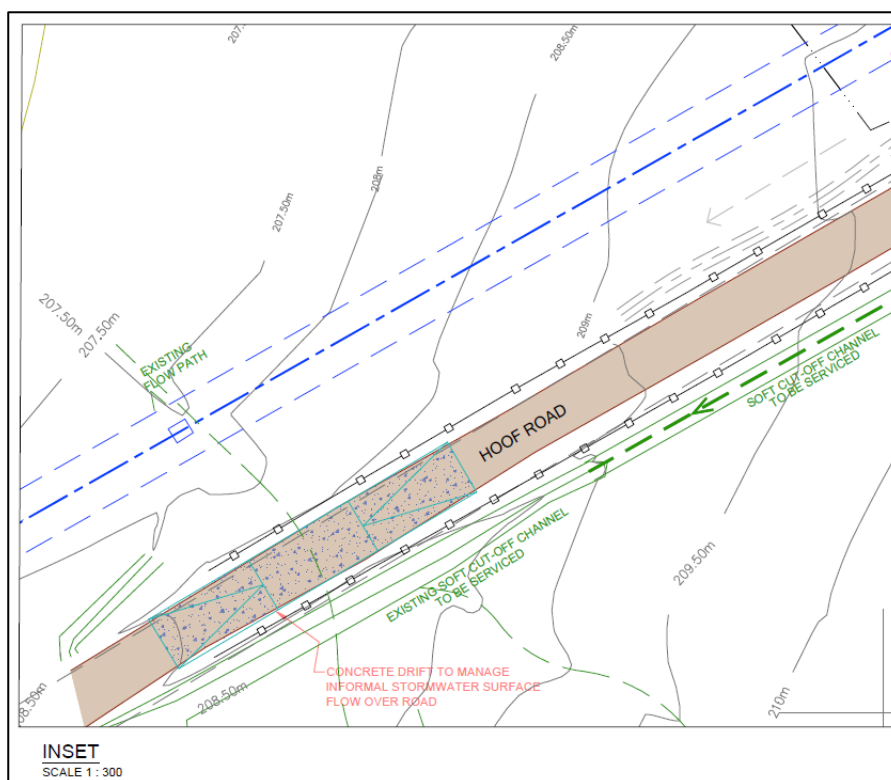 207.
208.50m
208m
207.50m
207.50m
207.50m
EXISTING
FLOW PATH
209m
HOOF ROAD
SOFT CUT-OFF CHANNEL
TO BE SERVICED
EXISTING SOFT CUT-OFF CHANNEL
TO BE SERVICED
209.50m
CONCRETE DRIFT TO MANAGE
INFORMAL STORMWATER SURFACE
FLOW OVER ROAD
08.50m
208.50m
210m
INSET
SCALE 1 : 300